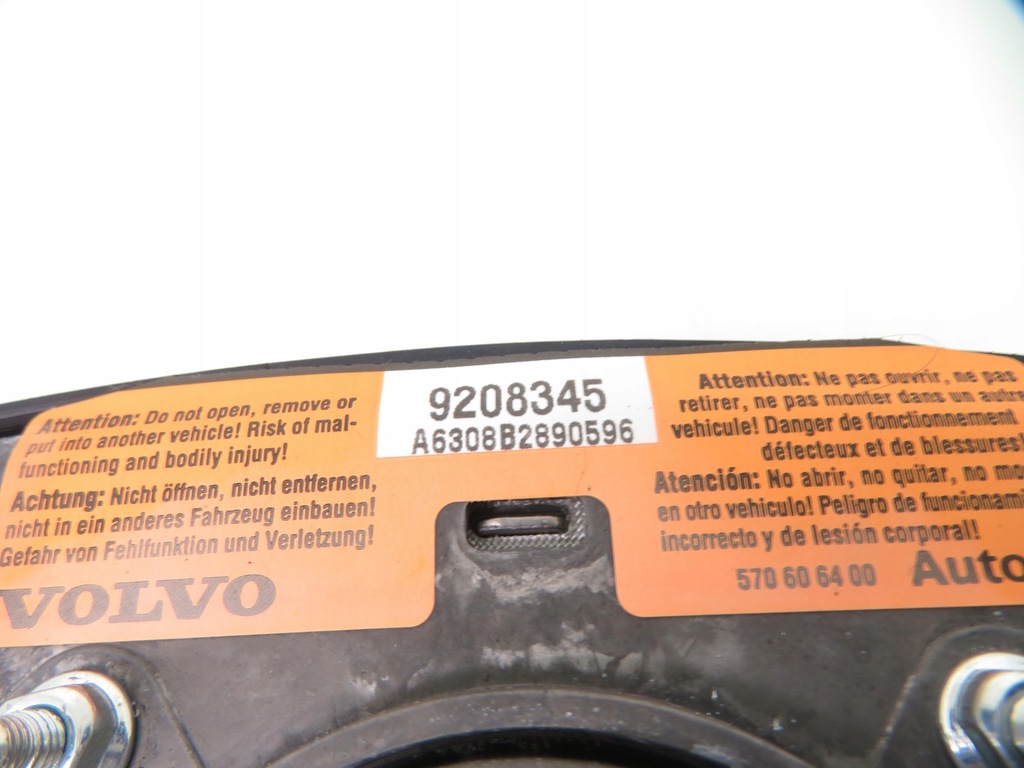 Attention: Do not open, remove or
put into another vehicle! Risk of mal-
functioning and bodily injury!
Achtung: Nicht öffnen, nicht entfernen,
nicht in ein anderes Fahrzeug einbauen!
Gefahr von Fehlfunktion und Verletzung!
VOLVO
9208345
A6308B2890596
Attention: Ne pas ouvrir, ne pas
retirer, ne pas monter dans un autre
vehicule! Danger de fonctionnement
défecteux et de blessures!
Atención: No abrir, no quitar, no mo
en otro vehiculo! Peligro de funcionami
incorrecto y de lesión corporal!
570 60 64 00 Auto